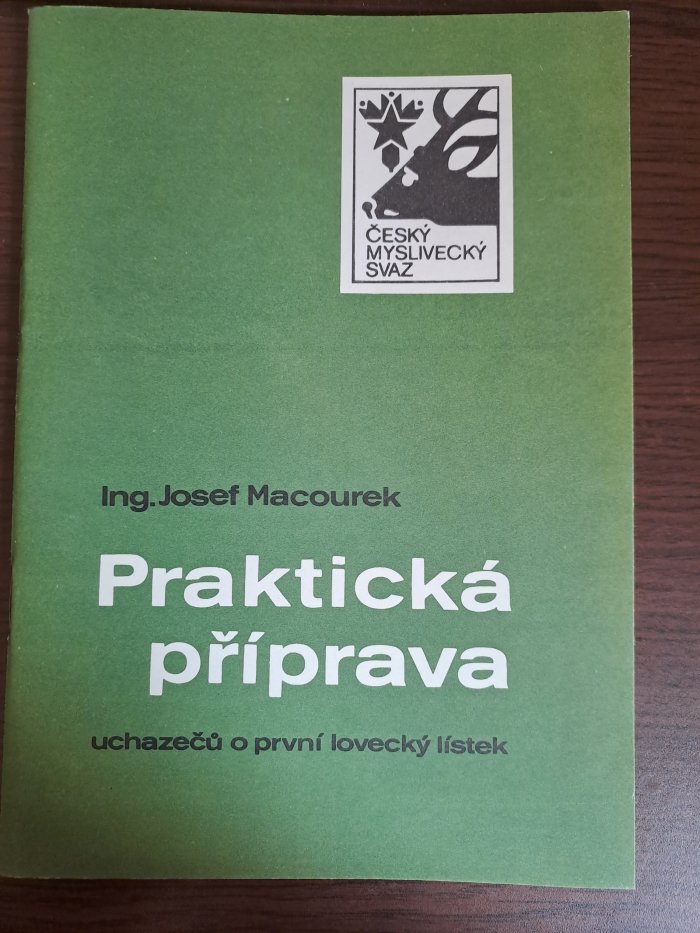 ČESKÝ
MYSLIVECKÝ
SVAZ
Ing. Josef Macourek
Praktická
příprava
uchazečů o první lovecký lístek